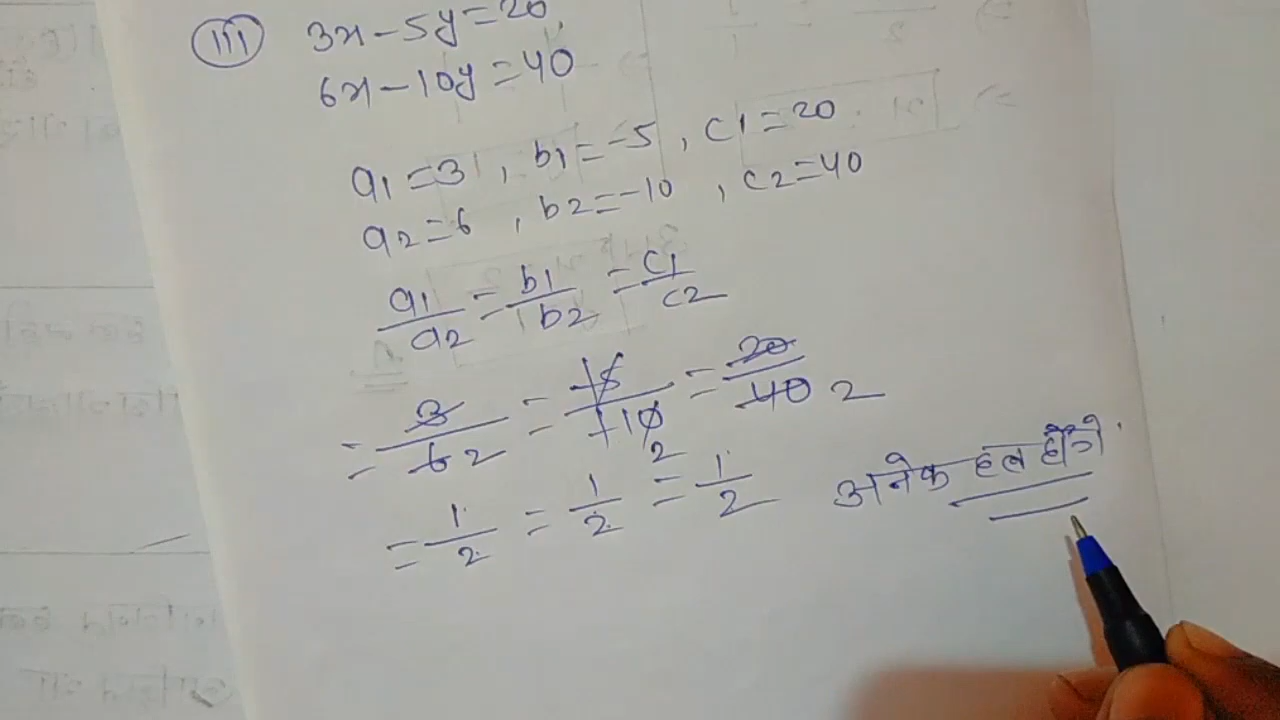 (iii) 3x-5y=20,
6x-10y=40
a1=3, b1=-5, c1=20
a2=6, b2=-10, c2=40
a1/a2=b1/b2=c1/c2
=3/6 2=-5/-10 2=20/40 2
=1/2=1/2=1/2 अनेक हल होंगे